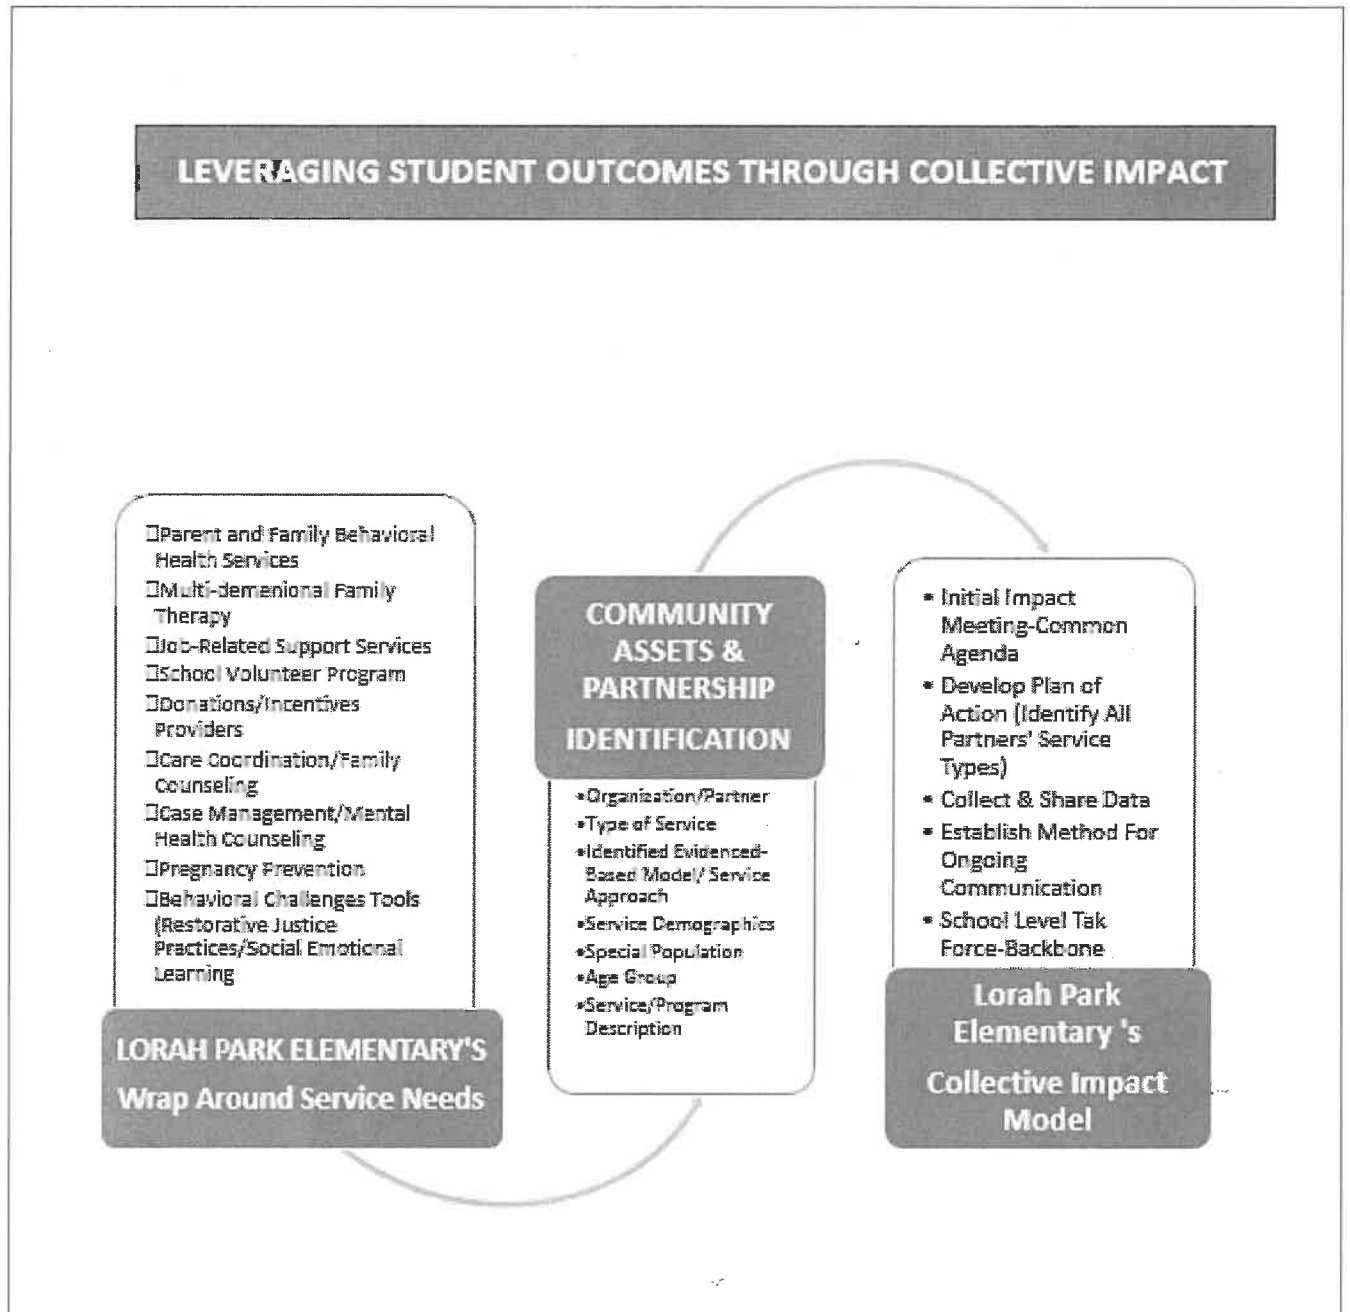 LEVERAGING STUDENT OUTCOMES THROUGH COLLECTIVE IMPACT
❑Parent and Family Behavioral
Health Services
❑Multi-demenional Family
Therapy
❑Job-Related Support Services
❑School Volunteer Program
❑Donations/Incentives
Providers
❑Care Coordination/Family
Counseling
❑Case Management/Mental
Health Counseling
❑Pregnancy Prevention
❑Behavioral Challenges Tools
(Restorative Justice
Practices/Social Emotional
Learning
LORAH PARK ELEMENTARY'S
Wrap Around Service Needs
COMMUNITY
ASSETS &
PARTNERSHIP
IDENTIFICATION
•Organization/Partner
•Type of Service
•Identified Evidenced-
Based Model/ Service
Approach
•Service Demographics
•Special Population
•Age Group
•Service/Program
Description
• Initial Impact
Meeting-Common
Agenda
• Develop Plan of
Action (Identify All
Partners' Service
Types)
• Collect & Share Data
• Establish Method For
Ongoing
Communication
• School Level Tak
Force-Backbone
Lorah Park
Elementary 's
Collective Impact
Model